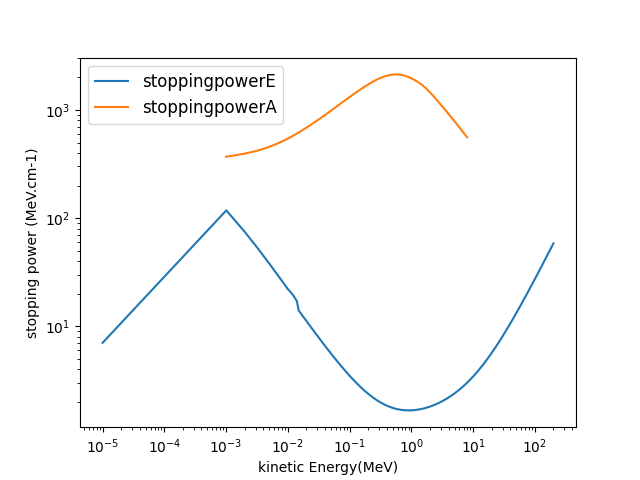 stoppingpowerE
stoppingpowerA
stopping power (MeV.cm-1)
10³
10²
10¹
10⁻⁵ 10⁻⁴ 10⁻³ 10⁻² 10⁻¹ 10⁰ 10¹ 10²
kinetic Energy(MeV)